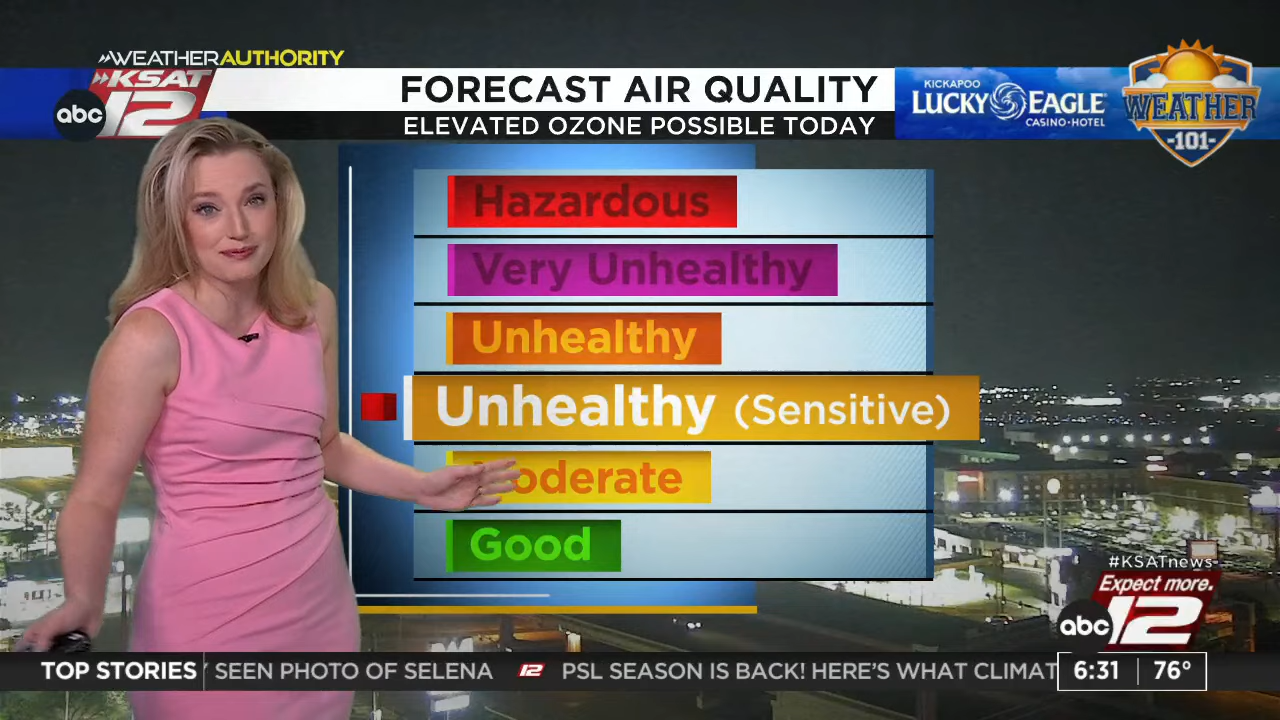 WEATHERAUTHORITY
KSAT
abc 12
FORECAST AIR QUALITY
ELEVATED OZONE POSSIBLE TODAY
KICKAPOO
LUCKY EAGLE
CASINO • HOTEL
WEATHER
-101-
Hazardous
Very Unhealthy
Unhealthy
Unhealthy (Sensitive)
oderate
Good
#KSATnews
Expect more.
abc 12
TOP STORIES SEEN PHOTO OF SELENA 12 PSL SEASON IS BACK! HERE'S WHAT CLIMAT 6:31 76°